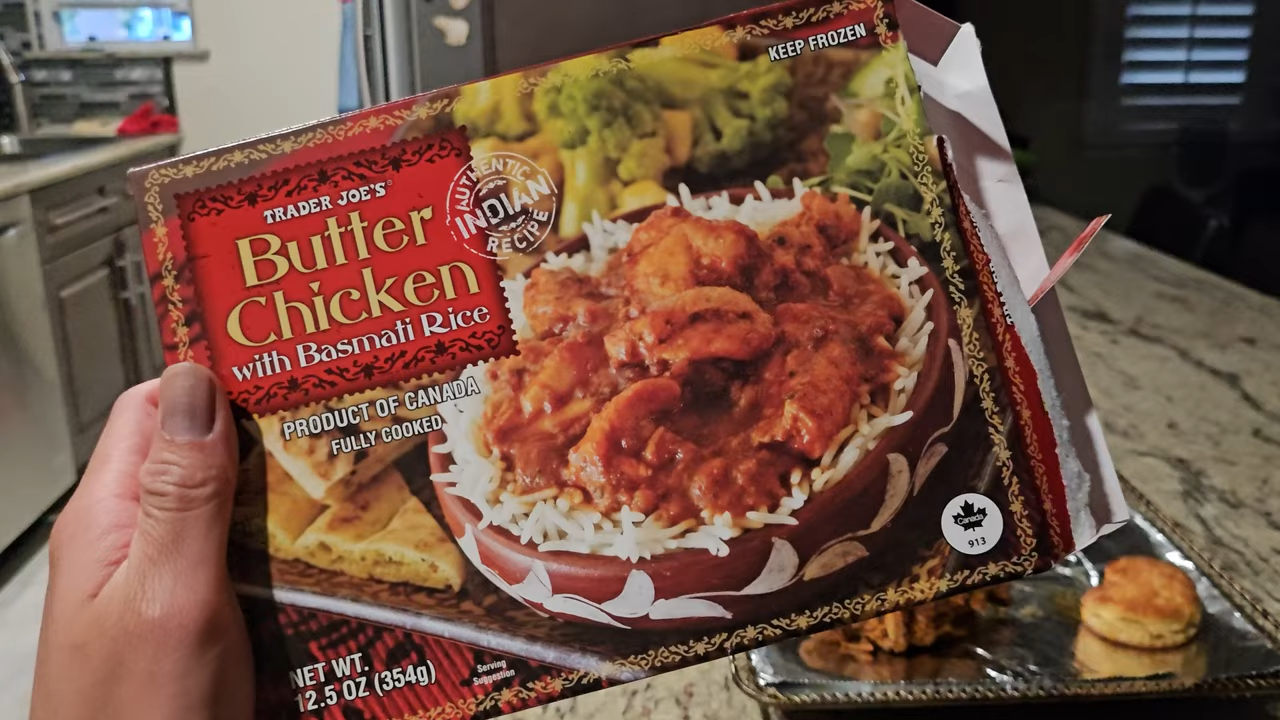 KEEP FROZEN
TRADER JOE'S
Butter
Chicken
with Basmati Rice
AUTHENTIC
INDIAN
RECIPE
PRODUCT OF CANADA
FULLY COOKED
Canada
913
NET WT.
12.5 OZ (354g)
Serving
Suggestion